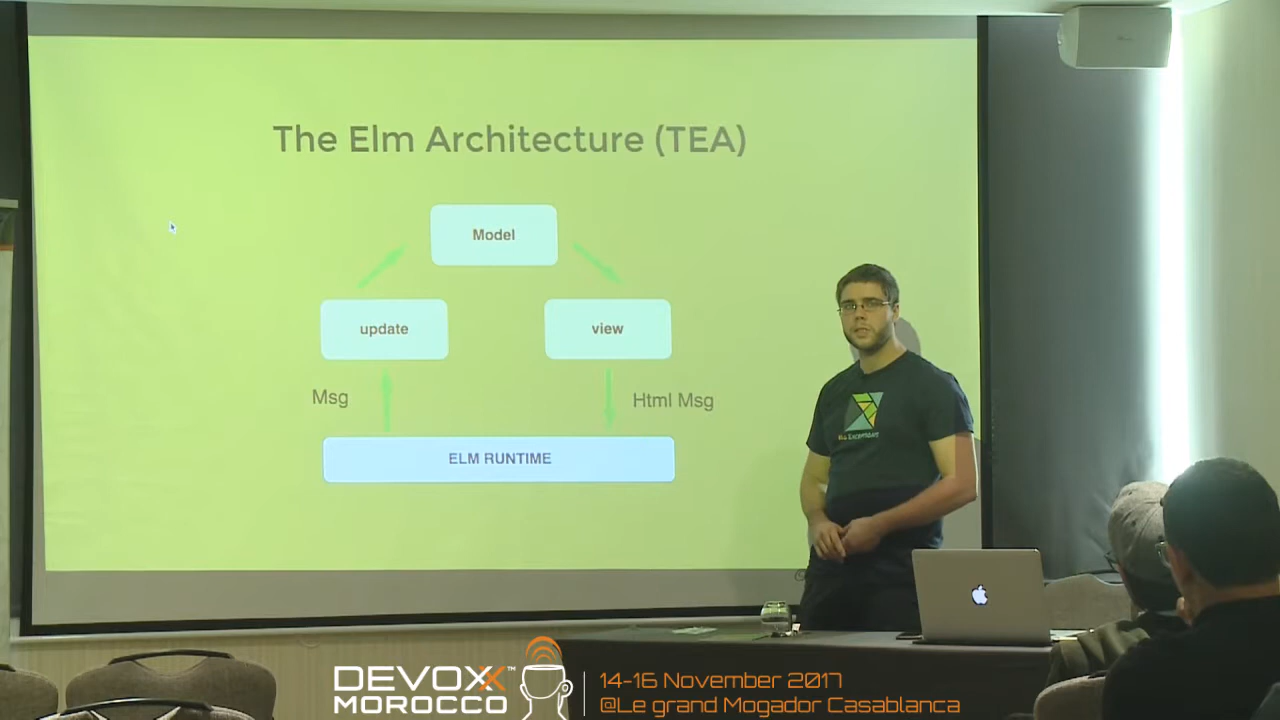 The Elm Architecture (TEA)
Model
update
view
Msg
Html Msg
ELM RUNTIME
DEVOXX™
MOROCCO
14-16 November 2017
@Le grand Mogador Casablanca